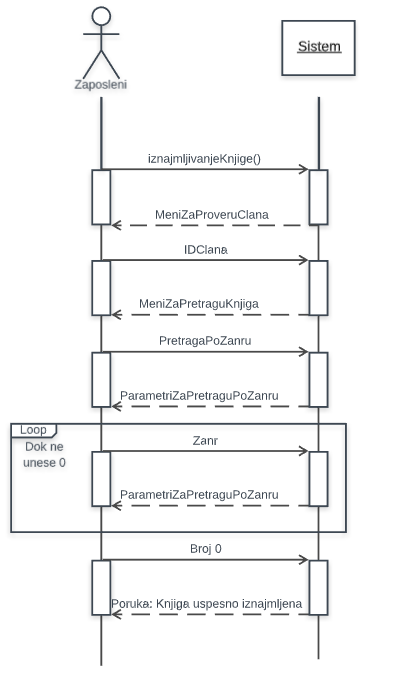 Zaposleni
Sistem
iznajmljivanjeKnjige()
MeniZaProveruClana
IDClana
MeniZaPretraguKnjiga
PretragaPoZanru
ParametriZaPretraguPoZanru
Loop
Dok ne
unese 0
Zanr
ParametriZaPretraguPoZanru
Broj 0
Poruka: Knjiga uspesno iznajmljena